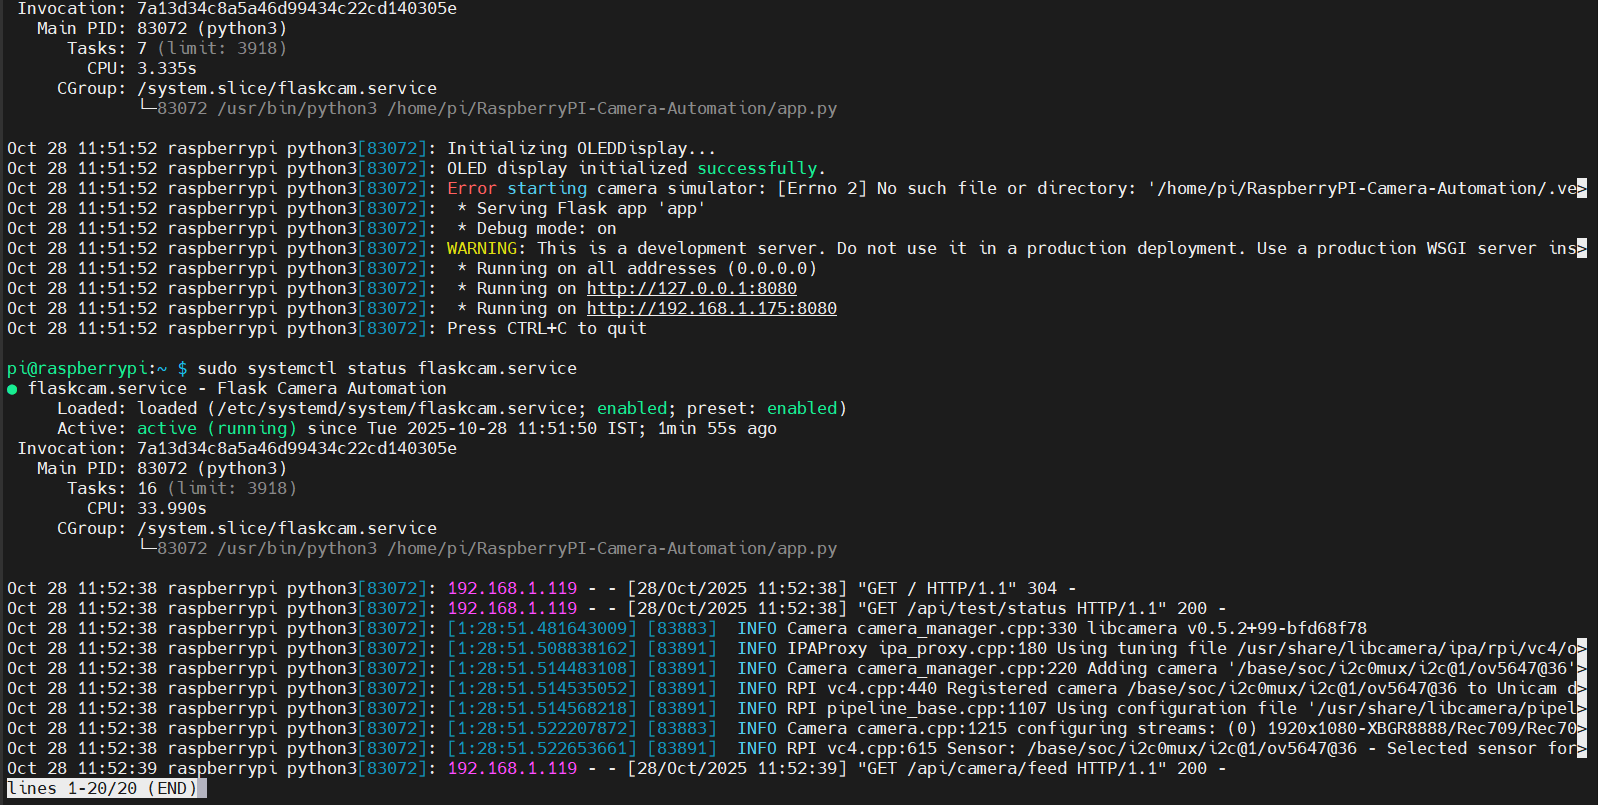 Invocation: 7a13d34c8a5a46d99434c22cd140305e
Main PID: 83072 (python3)
Tasks: 7 (limit: 3918)
CPU: 3.335s
CGroup: /system.slice/flaskcam.service
└─83072 /usr/bin/python3 /home/pi/RaspberryPI-Camera-Automation/app.py
Oct 28 11:51:52 raspberrypi python3[83072]: Initializing OLEDDisplay...
Oct 28 11:51:52 raspberrypi python3[83072]: OLED display initialized successfully.
Oct 28 11:51:52 raspberrypi python3[83072]: Error starting camera simulator: [Errno 2] No such file or directory: '/home/pi/RaspberryPI-Camera-Automation/.ve>
Oct 28 11:51:52 raspberrypi python3[83072]:  * Serving Flask app 'app'
Oct 28 11:51:52 raspberrypi python3[83072]:  * Debug mode: on
Oct 28 11:51:52 raspberrypi python3[83072]: WARNING: This is a development server. Do not use it in a production deployment. Use a production WSGI server ins>
Oct 28 11:51:52 raspberrypi python3[83072]:  * Running on all addresses (0.0.0.0)
Oct 28 11:51:52 raspberrypi python3[83072]:  * Running on http://127.0.0.1:8080
Oct 28 11:51:52 raspberrypi python3[83072]:  * Running on http://192.168.1.175:8080
Oct 28 11:51:52 raspberrypi python3[83072]: Press CTRL+C to quit
pi@raspberrypi:~ $ sudo systemctl status flaskcam.service
● flaskcam.service - Flask Camera Automation
Loaded: loaded (/etc/systemd/system/flaskcam.service; enabled; preset: enabled)
Active: active (running) since Tue 2025-10-28 11:51:50 IST; 1min 55s ago
Invocation: 7a13d34c8a5a46d99434c22cd140305e
Main PID: 83072 (python3)
Tasks: 16 (limit: 3918)
CPU: 33.990s
CGroup: /system.slice/flaskcam.service
└─83072 /usr/bin/python3 /home/pi/RaspberryPI-Camera-Automation/app.py
Oct 28 11:52:38 raspberrypi python3[83072]: 192.168.1.119 - - [28/Oct/2025 11:52:38] "GET / HTTP/1.1" 304 -
Oct 28 11:52:38 raspberrypi python3[83072]: 192.168.1.119 - - [28/Oct/2025 11:52:38] "GET /api/test/status HTTP/1.1" 200 -
Oct 28 11:52:38 raspberrypi python3[83072]: [1:28:51.481643009] [83883]  INFO Camera camera_manager.cpp:330 libcamera v0.5.2+99-bfd68f78
Oct 28 11:52:38 raspberrypi python3[83072]: [1:28:51.508838162] [83891]  INFO IPAProxy ipa_proxy.cpp:180 Using tuning file /usr/share/libcamera/ipa/rpi/vc4/o>
Oct 28 11:52:38 raspberrypi python3[83072]: [1:28:51.514483108] [83891]  INFO Camera camera_manager.cpp:220 Adding camera '/base/soc/i2c0mux/i2c@1/ov5647@36'>
Oct 28 11:52:38 raspberrypi python3[83072]: [1:28:51.514535052] [83891]  INFO RPI vc4.cpp:440 Registered camera /base/soc/i2c0mux/i2c@1/ov5647@36 to Unicam d>
Oct 28 11:52:38 raspberrypi python3[83072]: [1:28:51.514568218] [83891]  INFO RPI pipeline_base.cpp:1107 Using configuration file '/usr/share/libcamera/pipel>
Oct 28 11:52:38 raspberrypi python3[83072]: [1:28:51.522207872] [83883]  INFO Camera camera.cpp:1215 configuring streams: (0) 1920x1080-XBGR8888/Rec709/Rec70>
Oct 28 11:52:38 raspberrypi python3[83072]: [1:28:51.522653661] [83891]  INFO RPI vc4.cpp:615 Sensor: /base/soc/i2c0mux/i2c@1/ov5647@36 - Selected sensor for>
Oct 28 11:52:39 raspberrypi python3[83072]: 192.168.1.119 - - [28/Oct/2025 11:52:39] "GET /api/camera/feed HTTP/1.1" 200 -
lines 1-20/20 (END)